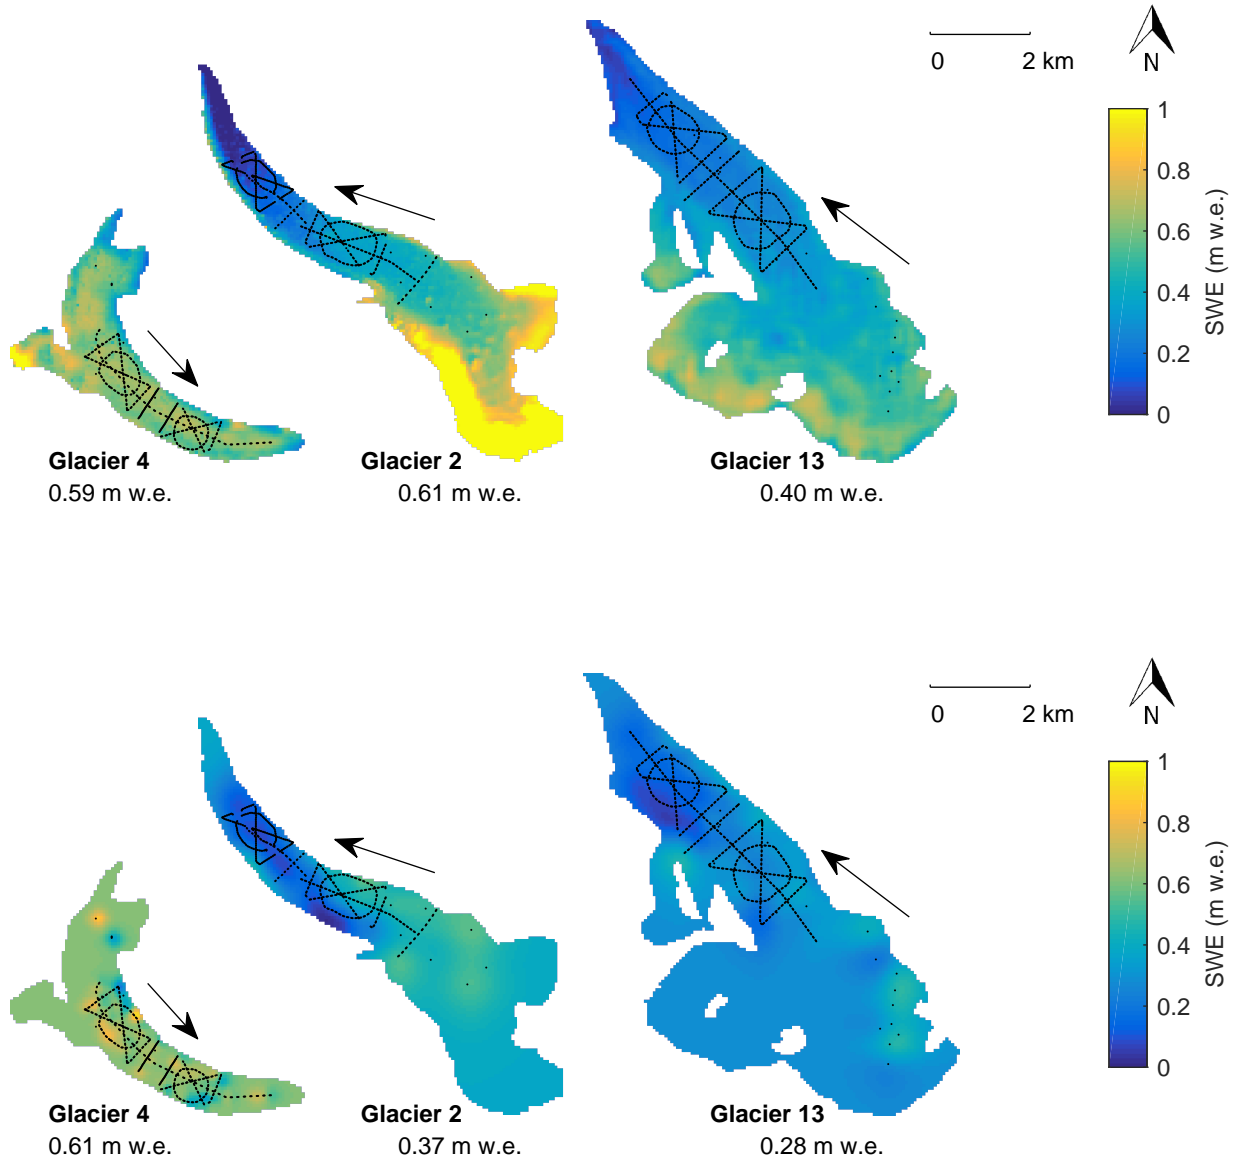 0 2 km
N
1
0.8
0.6
0.4
0.2
0
SWE (m w.e.)
Glacier 4
0.59 m w.e.
Glacier 2
0.61 m w.e.
Glacier 13
0.40 m w.e.
0 2 km
N
1
0.8
0.6
0.4
0.2
0
SWE (m w.e.)
Glacier 4
0.61 m w.e.
Glacier 2
0.37 m w.e.
Glacier 13
0.28 m w.e.